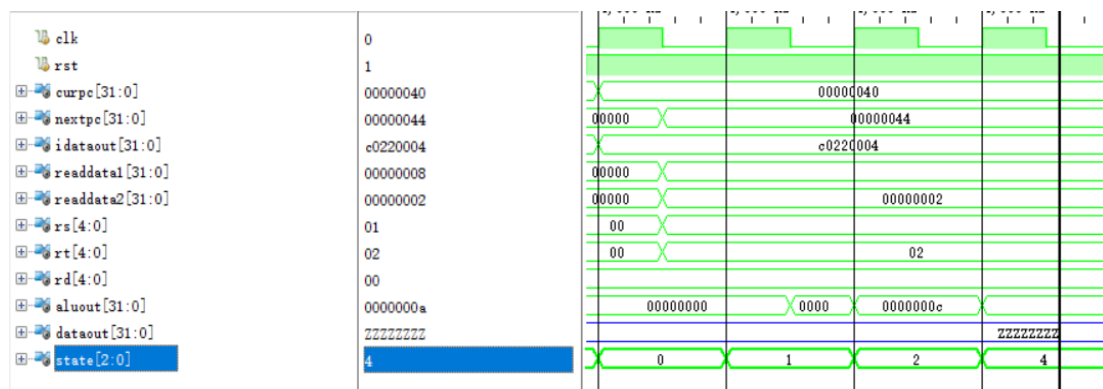 clk 0
rst 1
curpc[31:0] 00000040 00000040
nextpc[31:0] 00000044 00000 00000044
idataout[31:0] c0220004 c0220004
readdata1[31:0] 00000008 00000
readdata2[31:0] 00000002 00000 00000002
rs[4:0] 01 00
rt[4:0] 02 00 02
rd[4:0] 00
aluout[31:0] 0000000a 00000000 0000 0000000c
dataout[31:0] ZZZZZZZZ ZZZZZZZZ
state[2:0] 4 0 1 2 4